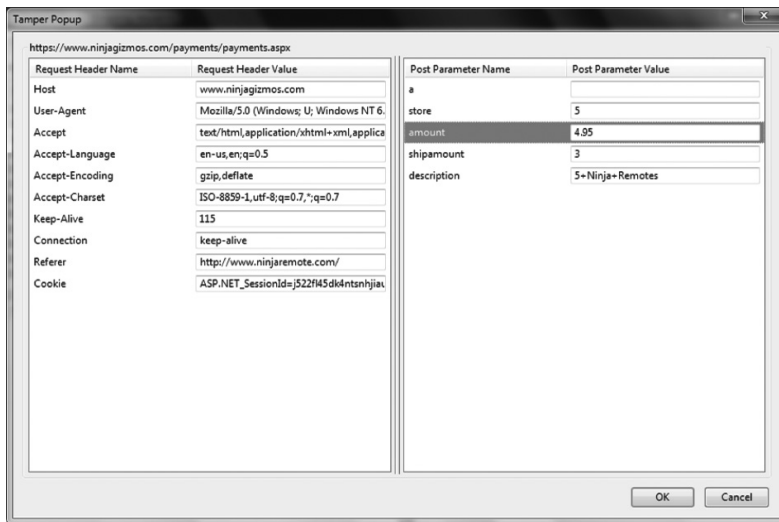 Tamper Popup
x
https://www.ninjagizmos.com/payments/payments.aspx
Request Header Name Request Header Value Post Parameter Name Post Parameter Value
Host www.ninjagizmos.com a
User-Agent Mozilla/5.0 (Windows; U; Windows NT 6. store 5
Accept text/html,application/xhtml+xml,applica amount 4.95
Accept-Language en-us,en;q=0.5 shipamount 3
Accept-Encoding gzip,deflate description 5+Ninja+Remotes
Accept-Charset ISO-8859-1,utf-8;q=0.7,*;q=0.7
Keep-Alive 115
Connection keep-alive
Referer http://www.ninjaremote.com/
Cookie ASP.NET_SessionId=j522fl45dk4ntsnhjiau
OK Cancel